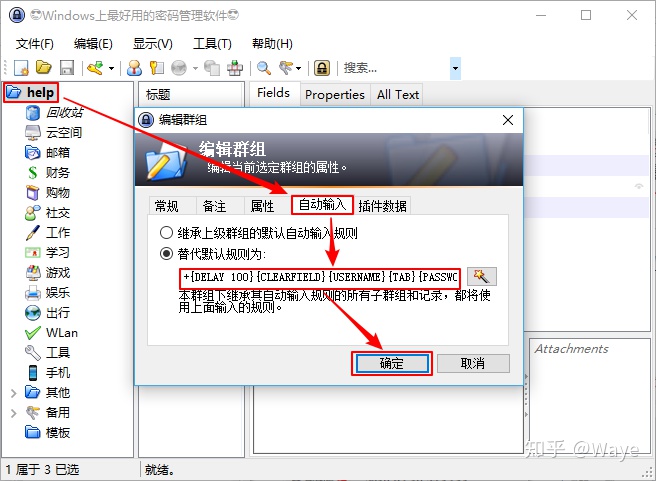 😎Windows上最好用的密码管理软件😎
文件(F) 编辑(E) 显示(V) 工具(T) 帮助(H)
搜索...
help
回收站
云空间
邮箱
财务
购物
社交
工作
学习
游戏
娱乐
出行
WLan
工具
手机
其他
备用
模板
标题
Fields Properties All Text
编辑群组
编辑群组
编辑当前选定群组的属性。
常规 备注 属性 自动输入 插件数据
继承上级群组的默认自动输入规则
替代默认规则为:
+{DELAY 100}{CLEARFIELD}{USERNAME}{TAB}{PASSWO
本群组下继承其自动输入规则的所有子群组和记录，都将使
用上面输入的规则。
确定 取消
Attachments
知乎 @Waye
1 属于 3 已选 就绪。